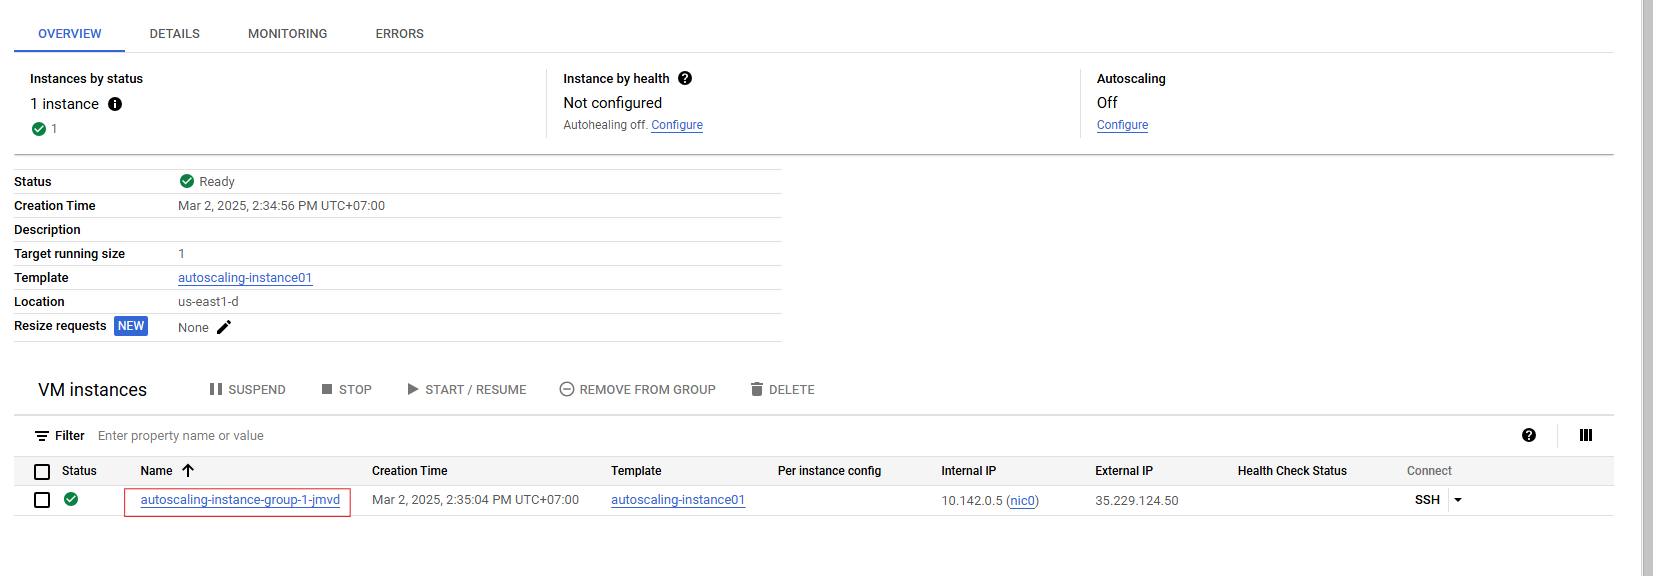 OVERVIEW DETAILS MONITORING ERRORS
Instances by status Instance by health Autoscaling
1 instance Not configured Off
1 Autohealing off. Configure Configure
Status Ready
Creation Time Mar 2, 2025, 2:34:56 PM UTC+07:00
Description
Target running size 1
Template autoscaling-instance01
Location us-east1-d
Resize requests NEW None
VM instances SUSPEND STOP START / RESUME REMOVE FROM GROUP DELETE
Filter Enter property name or value
Status Name Creation Time Template Per instance config Internal IP External IP Health Check Status Connect
autoscaling-instance-group-1-jmvd Mar 2, 2025, 2:35:04 PM UTC+07:00 autoscaling-instance01 10.142.0.5 (nic0) 35.229.124.50 SSH